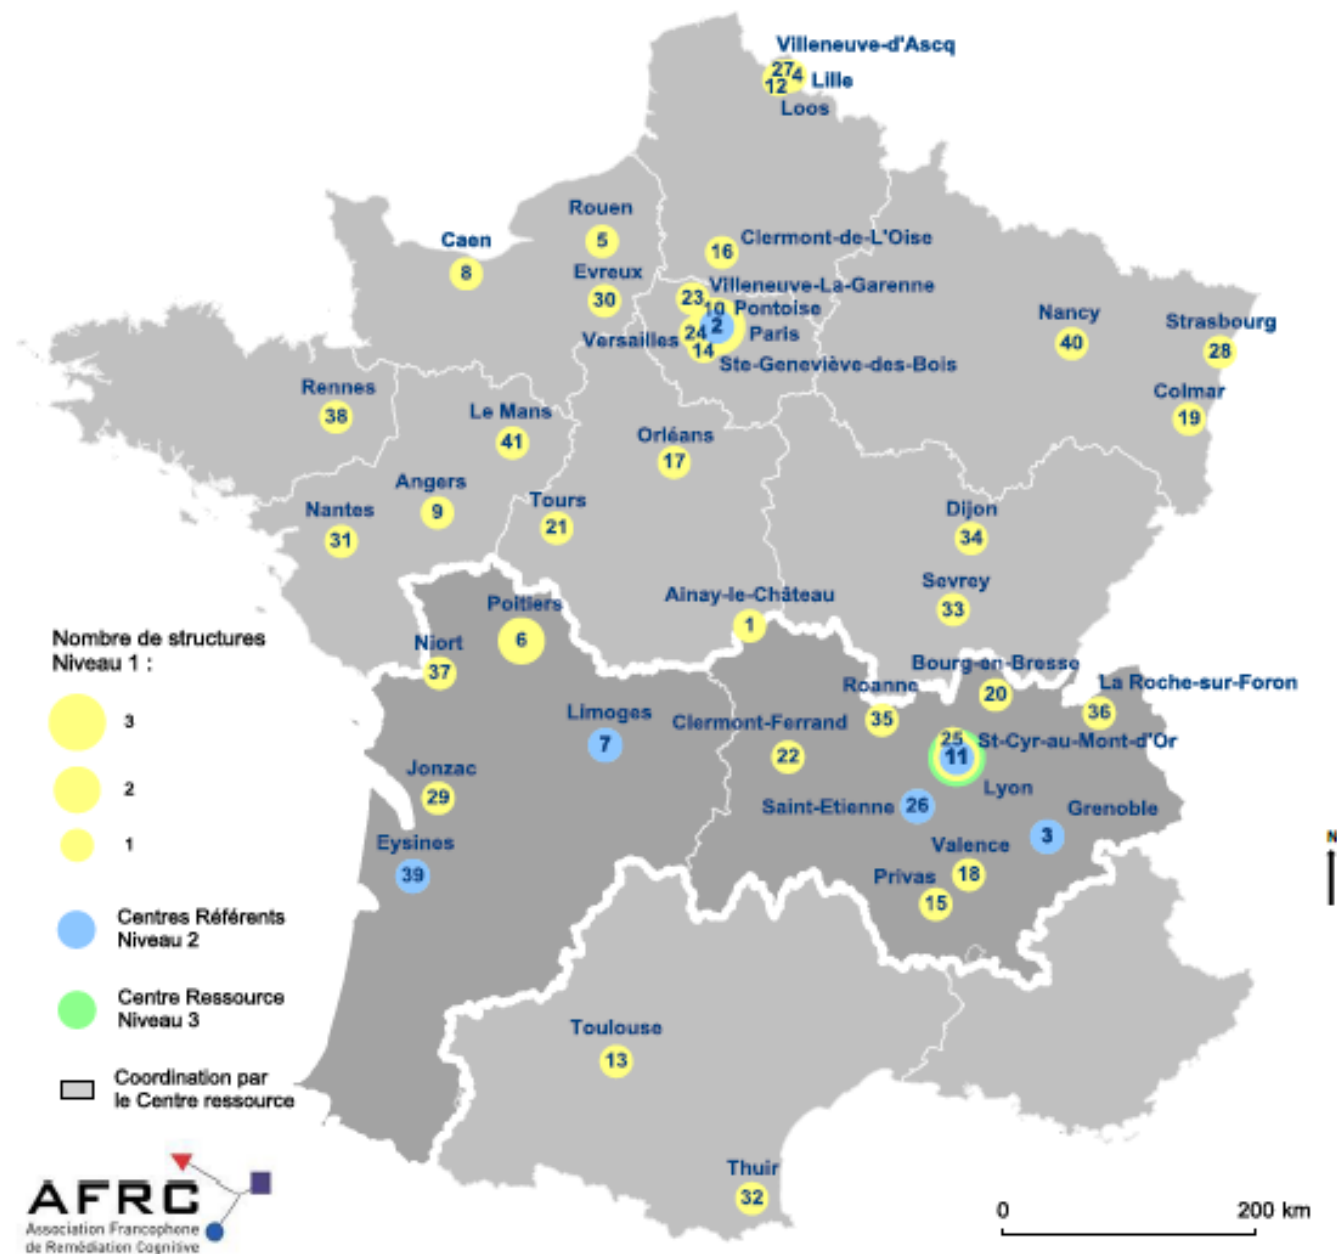 Villeneuve-d'Ascq
27
4
12
Lille
Loos
Rouen
5
Caen
8
Clermont-de-L'Oise
16
Evreux
30
Villeneuve-La-Garenne
23
10
Pontoise
2
Paris
24
Versailles
14
Ste-Geneviève-des-Bois
Nancy
40
Strasbourg
28
Colmar
19
Rennes
38
Le Mans
41
Orléans
17
Angers
9
Nantes
31
Tours
21
Dijon
34
Sevrey
33
Ainay-le-Château
1
Poitiers
6
Niort
37
Bourg-en-Bresse
20
La Roche-sur-Foron
36
Roanne
35
Limoges
7
Clermont-Ferrand
22
25
St-Cyr-au-Mont-d'Or
11
Lyon
Jonzac
29
Saint-Etienne
26
Grenoble
3
Eysines
39
Valence
18
Privas
15
Toulouse
13
Thuir
32
Nombre de structures
Niveau 1 :
3
2
1
Centres Référents
Niveau 2
Centre Ressource
Niveau 3
Coordination par
le Centre ressource
AFRC
Association Francophone
de Remédiation Cognitive
N
0 200 km